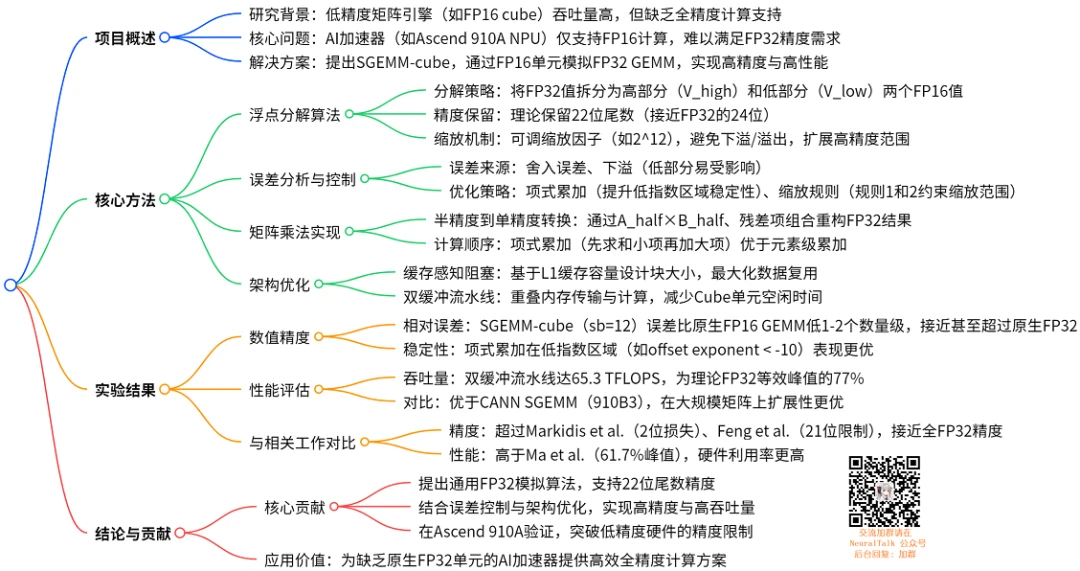 项目概述
研究背景：低精度矩阵引擎（如FP16 cube）吞吐量高，但缺乏全精度计算支持
核心问题：AI加速器（如Ascend 910A NPU）仅支持FP16计算，难以满足FP32精度需求
解决方案：提出SGEMM-cube，通过FP16单元模拟FP32 GEMM，实现高精度与高性能
核心方法
浮点分解算法
分解策略：将FP32值拆分为高部分（V_high）和低部分（V_low）两个FP16值
精度保留：理论保留22位尾数（接近FP32的24位）
缩放机制：可调缩放因子（如2^12），避免下溢/溢出，扩展高精度范围
误差分析与控制
误差来源：舍入误差、下溢（低部分易受影响）
优化策略：项式累加（提升低指数区域稳定性）、缩放规则（规则1和2约束缩放范围）
矩阵乘法实现
半精度到单精度转换：通过A_half×B_half、残差项组合重构FP32结果
计算顺序：项式累加（先求和小项再加大项）优于元素级累加
架构优化
缓存感知阻塞：基于L1缓存容量设计块大小，最大化数据复用
双缓冲流水线：重叠内存传输与计算，减少Cube单元空闲时间
实验结果
数值精度
相对误差：SGEMM-cube（sb=12）误差比原生FP16 GEMM低1-2个数量级，接近甚至超过原生FP32
稳定性：项式累加在低指数区域（如offset exponent < -10）表现更优
性能评估
吞吐量：双缓冲流水线达65.3 TFLOPS，为理论FP32等效峰值的77%
对比：优于CANN SGEMM（910B3），在大规模矩阵上扩展性更优
与相关工作对比
精度：超过Markidis et al.（2位损失）、Feng et al.（21位限制），接近全FP32精度
性能：高于Ma et al.（61.7%峰值），硬件利用率更高
结论与贡献
核心贡献
提出通用FP32模拟算法，支持22位尾数精度
结合误差控制与架构优化，实现高精度与高吞吐量
在Ascend 910A验证，突破低精度硬件的精度限制
应用价值：为缺乏原生FP32单元的AI加速器提供高效全精度计算方案
交流加群请在
NeuralTalk 公众号
后台回复：加群